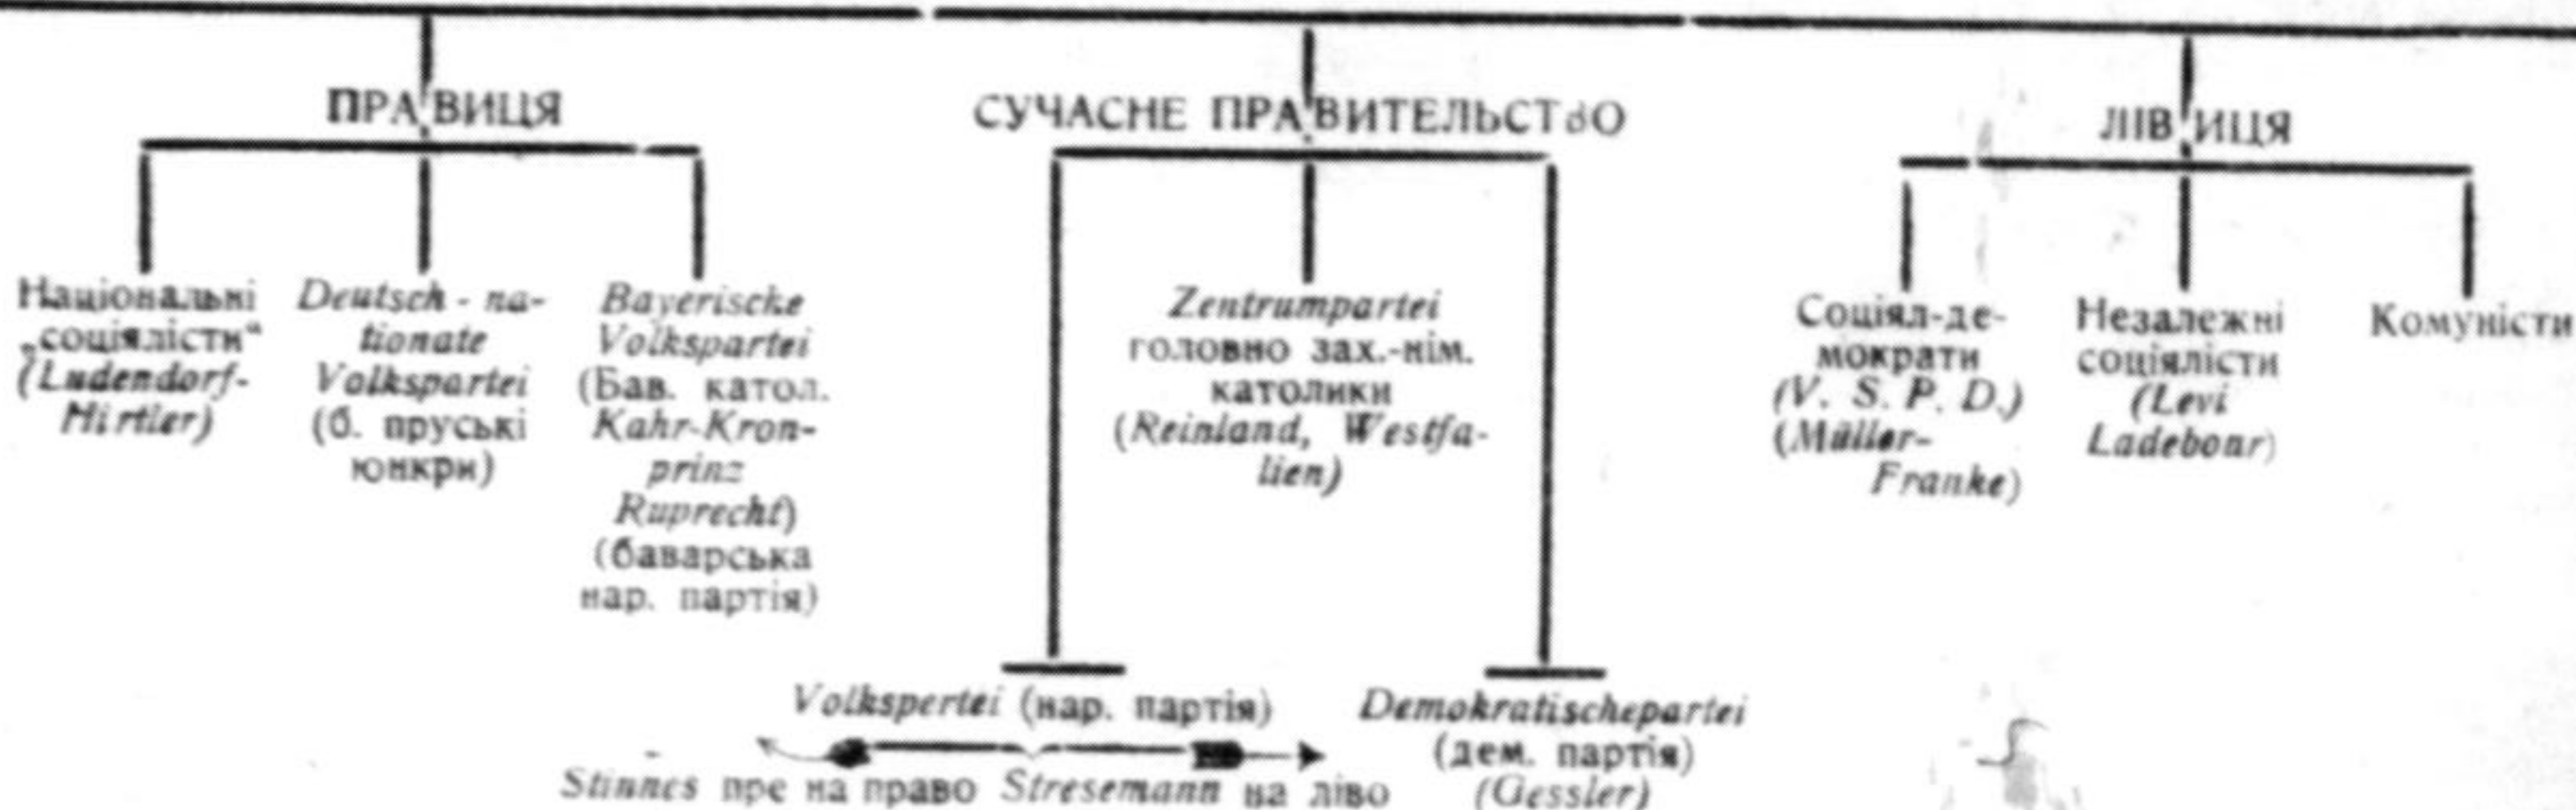 ПРАВИЦЯ
Національні
„соціялісти“
(Ludendorf-
Hirtler)
Deutsch - na-
tionate
Volkspartei
(б. пруські
юнкри)
Bayerische
Volkspartei
(Бав. катол.
Kahr-Kron-
prinz
Ruprecht)
(баварська
нар. партія)
СУЧАСНЕ ПРАВИТЕЛЬСТВО
Zentrumpartei
головно зах.-нім.
католики
(Reinland, Westfa-
lien)
Volkspertei (нар. партія)
Stinnes пре на право Stresemann на ліво
Demokratischepartei
(дем. партія)
(Gessler)
ЛІВИЦЯ
Соціял-де-
мократи
(V. S. P. D.)
(Müller-
Franke)
Незалежні
соціялісти
(Levi
Ladebour)
Комуністи